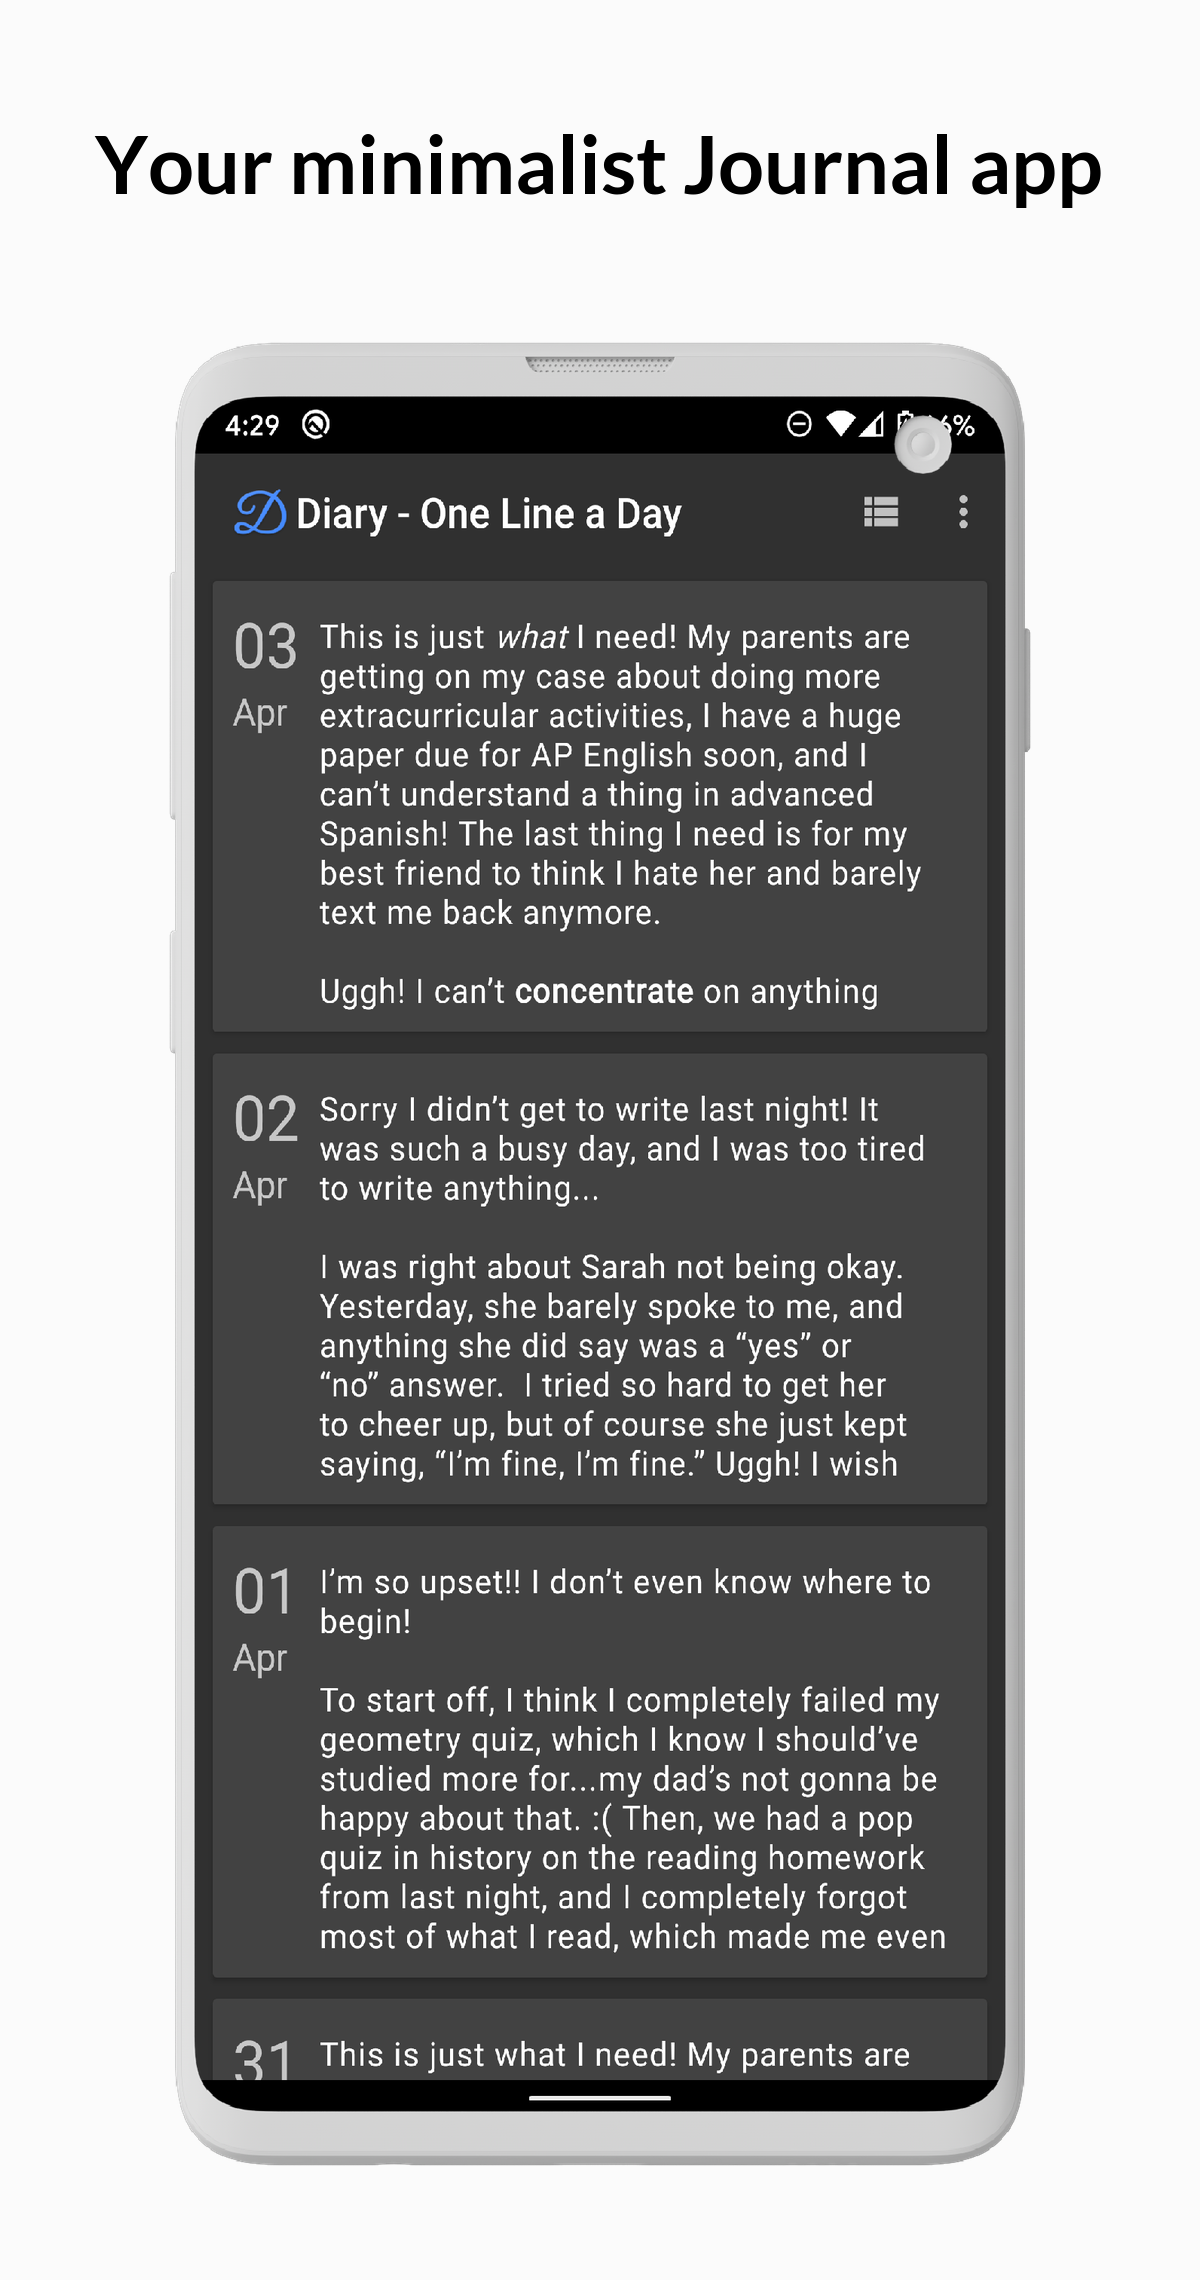 Your minimalist Journal app
4:29
6%
Diary - One Line a Day
03
Apr
This is just what I need! My parents are
getting on my case about doing more
extracurricular activities, I have a huge
paper due for AP English soon, and I
can’t understand a thing in advanced
Spanish! The last thing I need is for my
best friend to think I hate her and barely
text me back anymore.
Uggh! I can’t concentrate on anything
02
Apr
Sorry I didn’t get to write last night! It
was such a busy day, and I was too tired
to write anything...
I was right about Sarah not being okay.
Yesterday, she barely spoke to me, and
anything she did say was a “yes” or
“no” answer.  I tried so hard to get her
to cheer up, but of course she just kept
saying, “I’m fine, I’m fine.” Uggh! I wish
01
Apr
I’m so upset!! I don’t even know where to
begin!
To start off, I think I completely failed my
geometry quiz, which I know I should’ve
studied more for...my dad’s not gonna be
happy about that. :( Then, we had a pop
quiz in history on the reading homework
from last night, and I completely forgot
most of what I read, which made me even
31
This is just what I need! My parents are